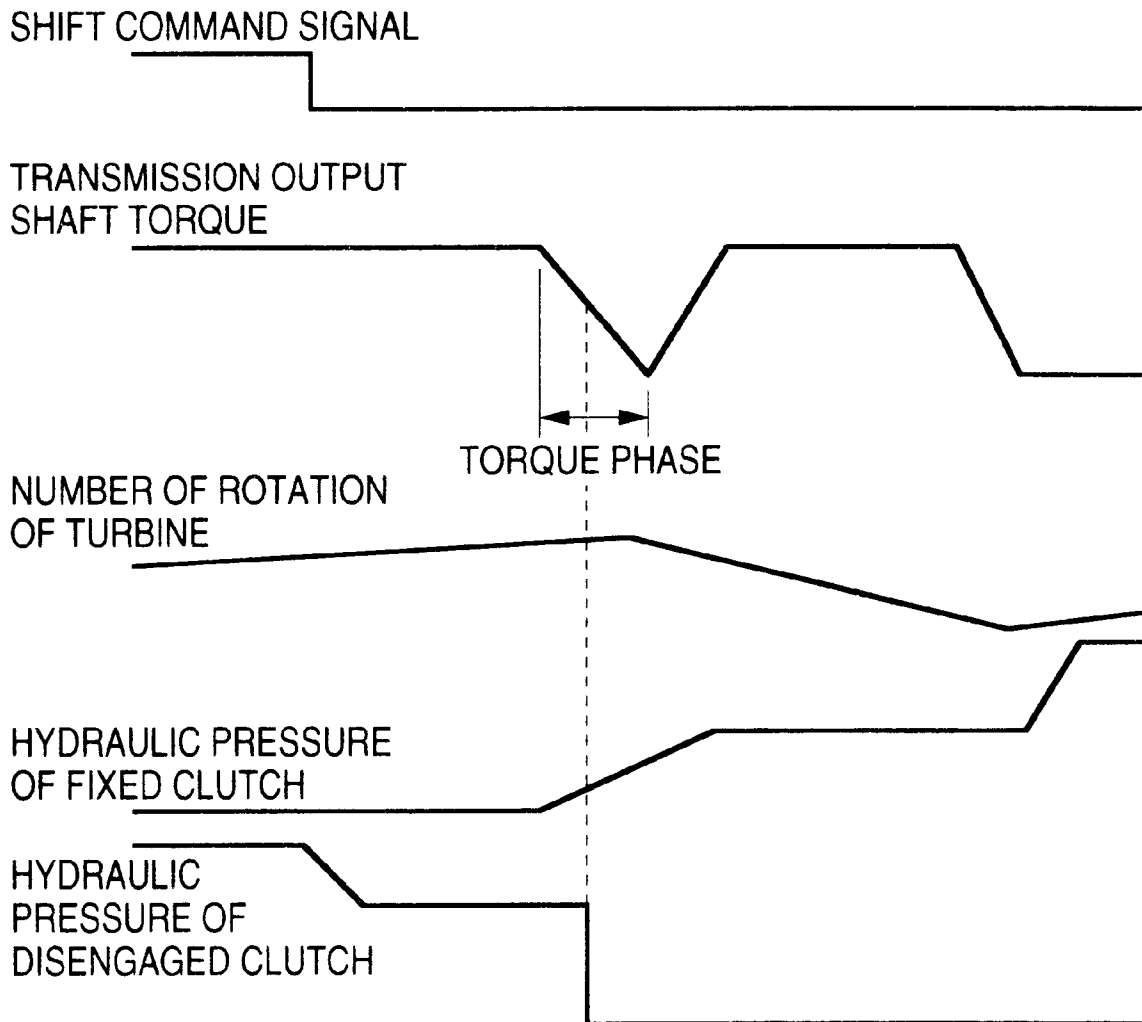 SHIFT COMMAND SIGNAL
TRANSMISSION OUTPUT
SHAFT TORQUE
TORQUE PHASE
NUMBER OF ROTATION
OF TURBINE
HYDRAULIC PRESSURE
OF FIXED CLUTCH
HYDRAULIC
PRESSURE OF
DISENGAGED CLUTCH